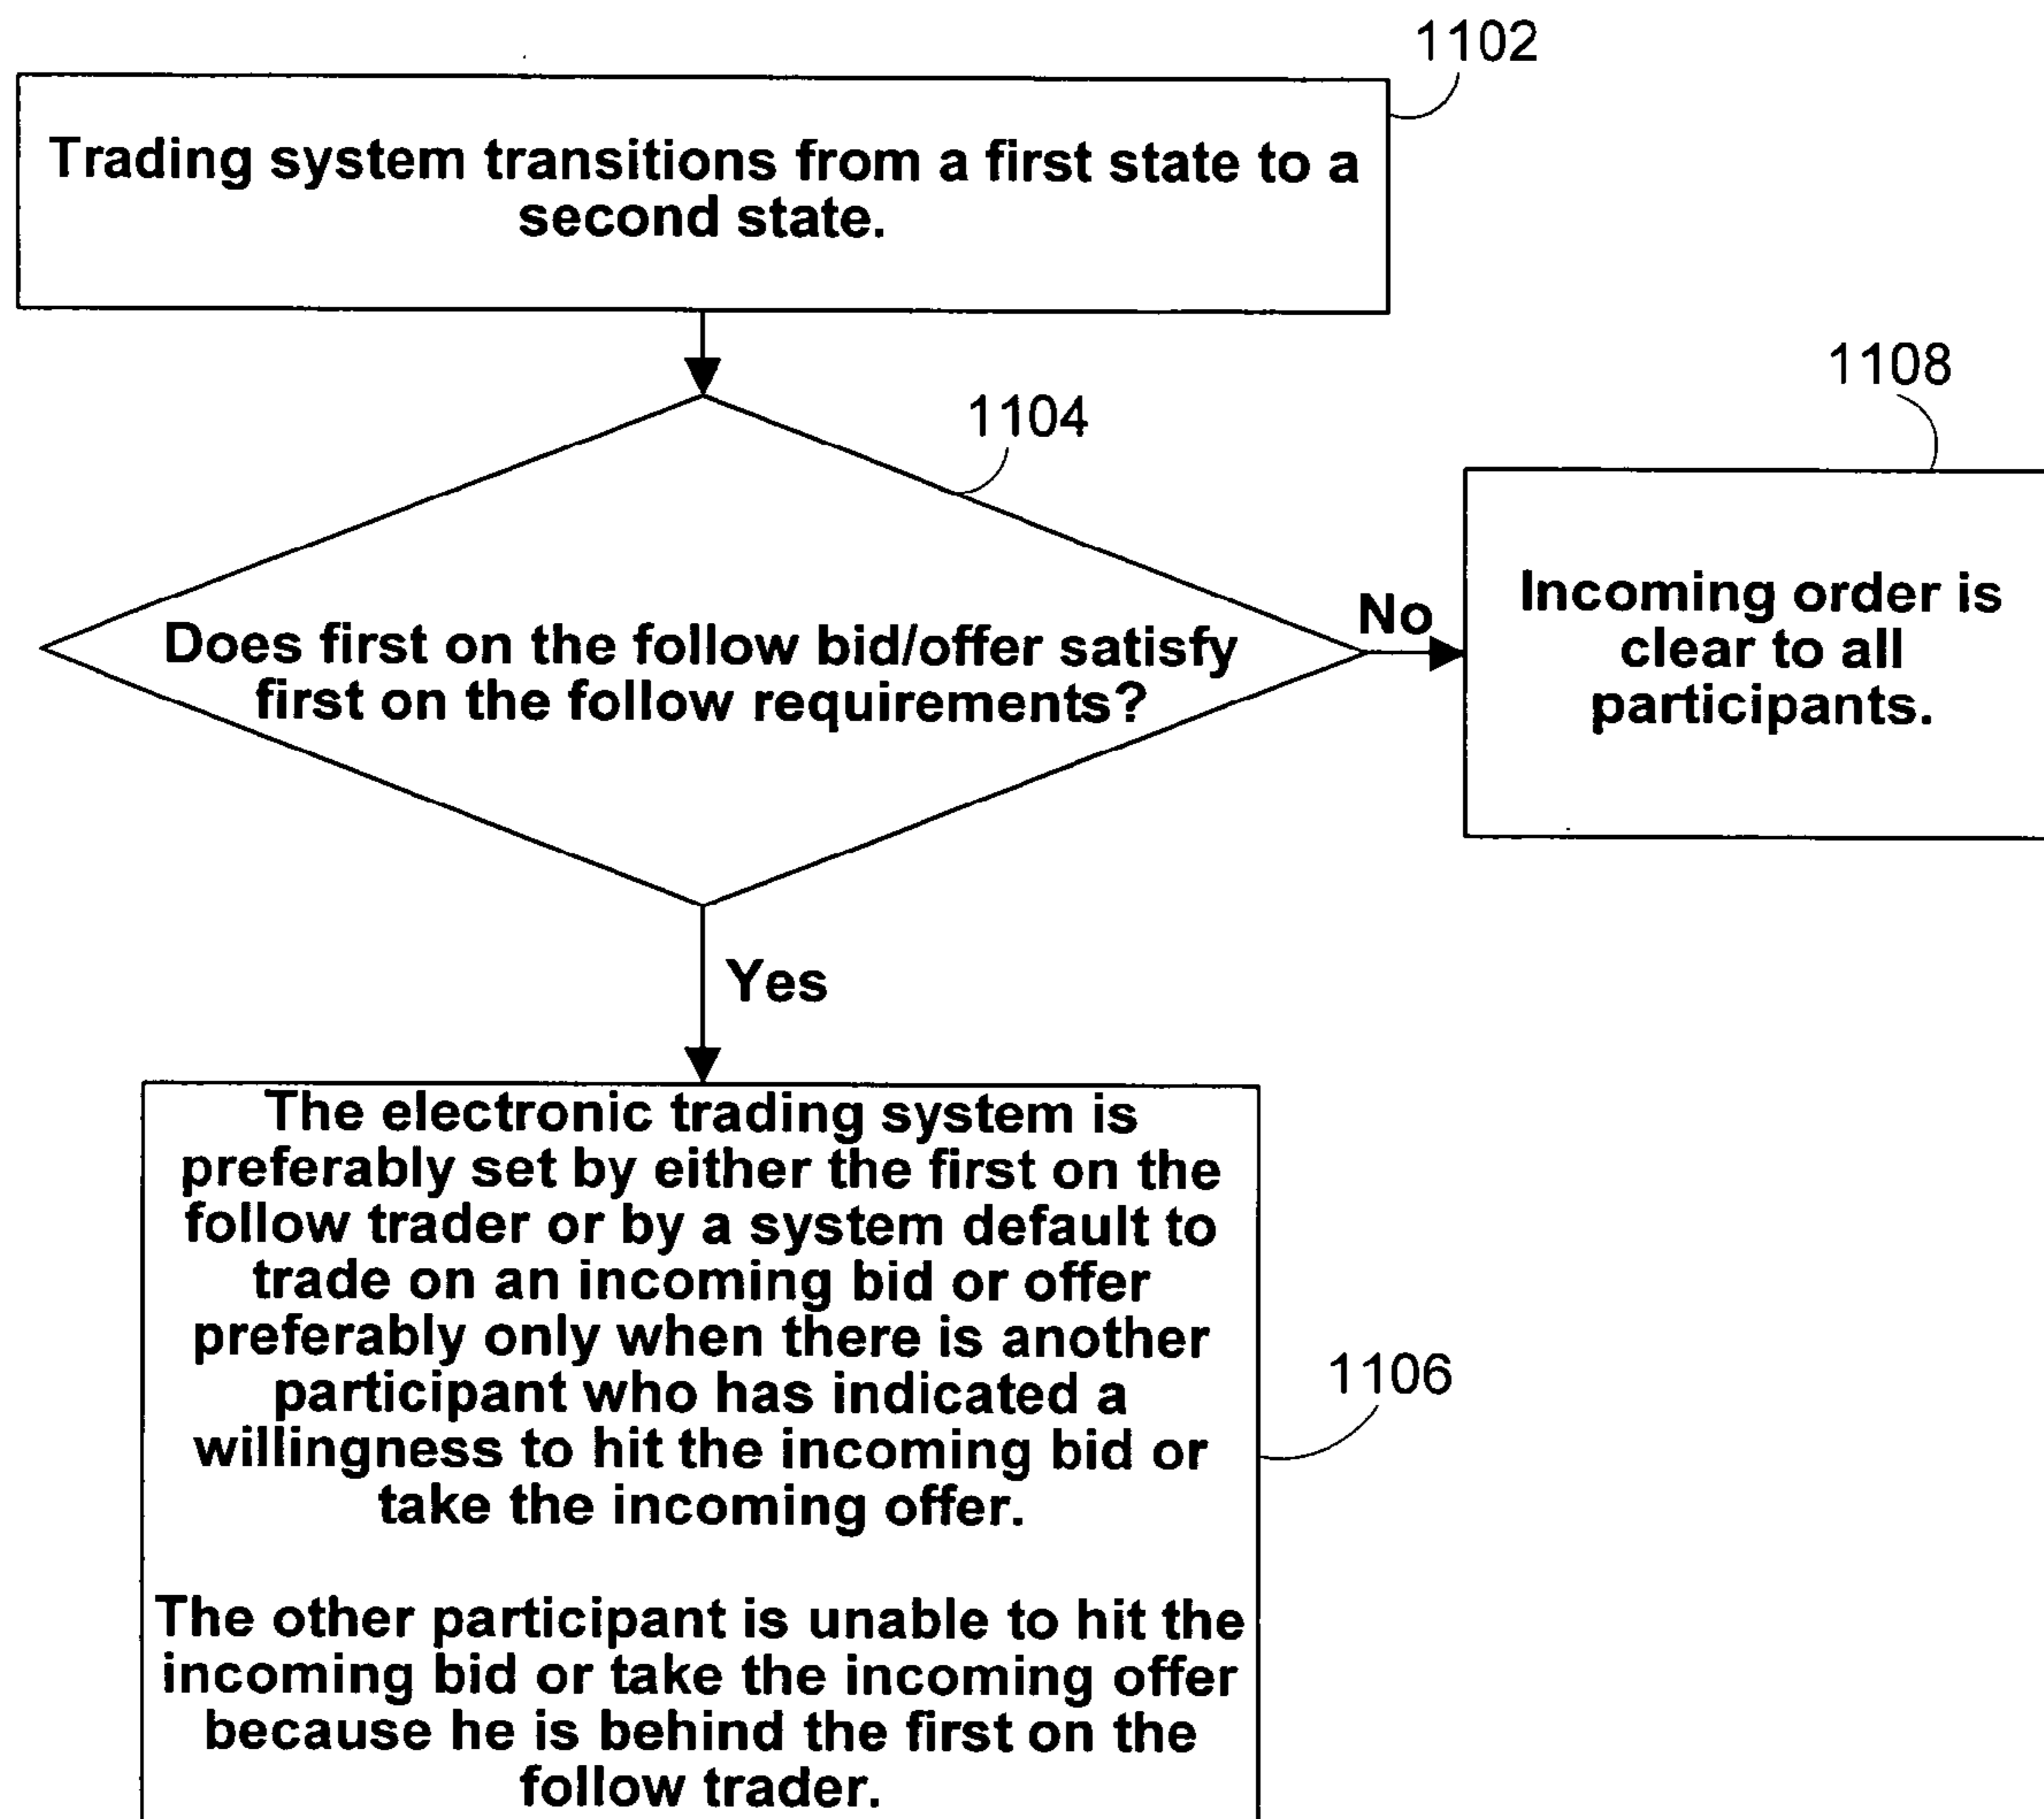 1102
Trading system transitions from a first state to a
second state.
1108
1104
Does first on the follow bid/offer satisfy
first on the follow requirements?
No
Incoming order is
clear to all
participants.
Yes
The electronic trading system is
preferably set by either the first on the
follow trader or by a system default to
trade on an incoming bid or offer
preferably only when there is another
participant who has indicated a
willingness to hit the incoming bid or
take the incoming offer.
1106
The other participant is unable to hit the
incoming bid or take the incoming offer
because he is behind the first on the
follow trader.